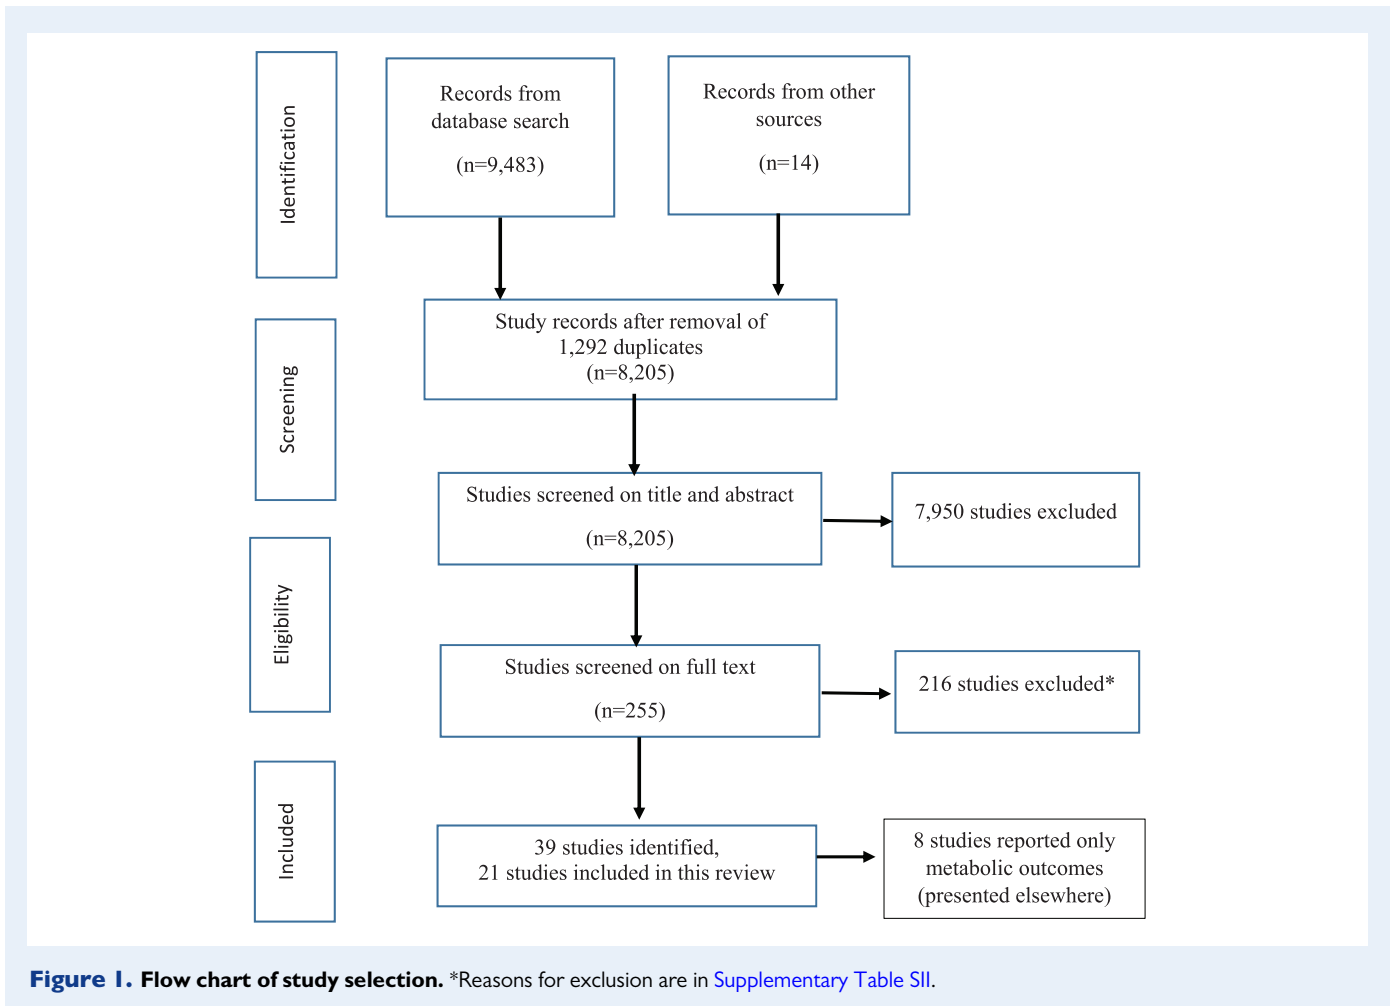 Identification
Records from
database search
(n=9,483)
Records from other
sources
(n=14)
Screening
Study records after removal of
1,292 duplicates
(n=8,205)
Studies screened on title and abstract
(n=8,205)
7,950 studies excluded
Eligibility
Studies screened on full text
(n=255)
216 studies excluded*
Included
39 studies identified,
21 studies included in this review
8 studies reported only
metabolic outcomes
(presented elsewhere)
Figure 1. Flow chart of study selection. *Reasons for exclusion are in Supplementary Table SII.